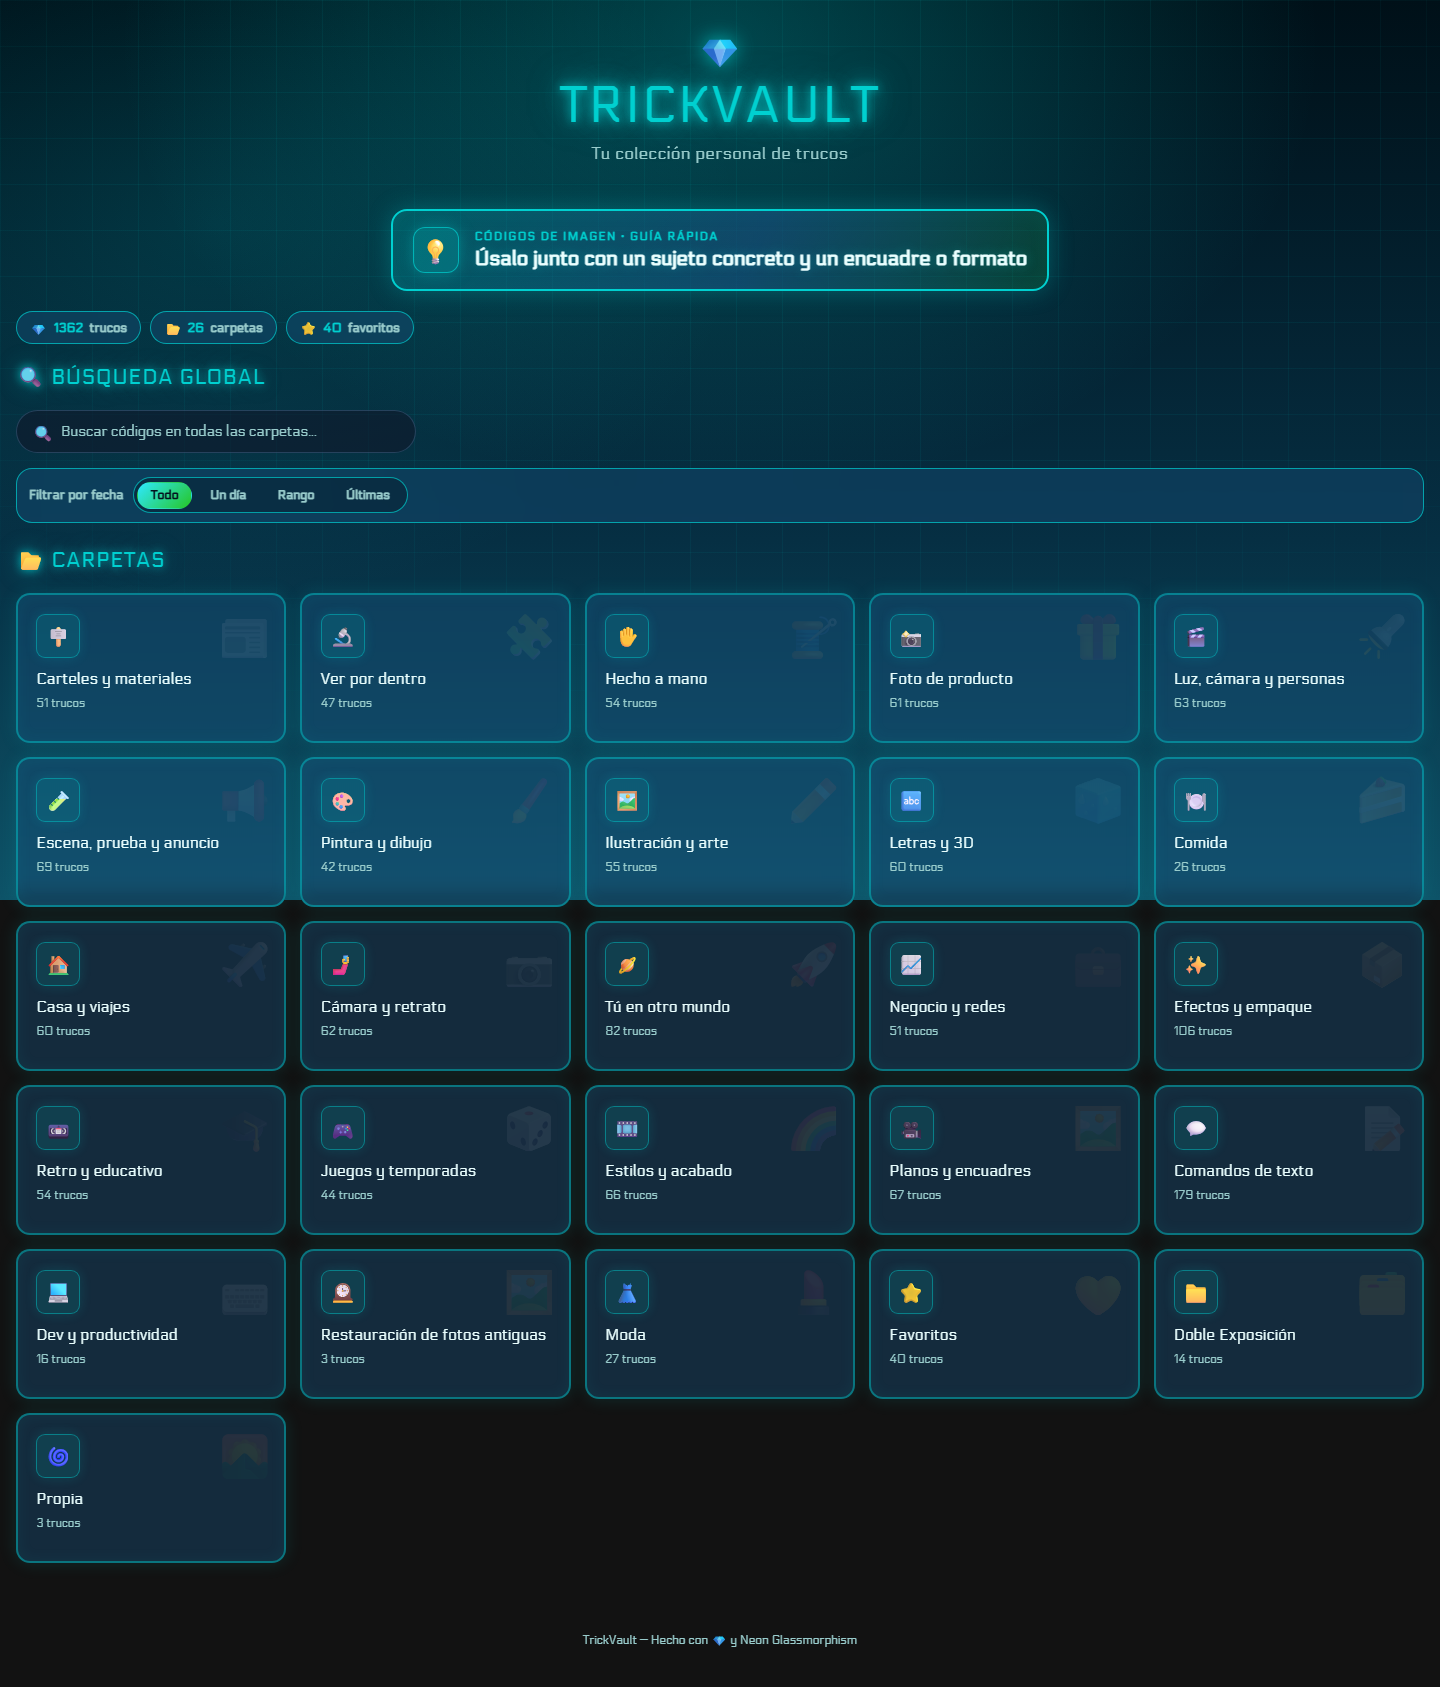 TRICKVAULT
Tu colección personal de trucos
CÓDIGOS DE IMAGEN • GUÍA RÁPIDA
Úsalo junto con un sujeto concreto y un encuadre o formato
1362 trucos
26 carpetas
40 favoritos
BÚSQUEDA GLOBAL
Buscar códigos en todas las carpetas...
Filtrar por fecha
Todo
Un día
Rango
Últimas
CARPETAS
Carteles y materiales
51 trucos
Ver por dentro
47 trucos
Hecho a mano
54 trucos
Foto de producto
61 trucos
Luz, cámara y personas
63 trucos
Escena, prueba y anuncio
69 trucos
Pintura y dibujo
42 trucos
Ilustración y arte
55 trucos
abc
Letras y 3D
60 trucos
Comida
26 trucos
Casa y viajes
60 trucos
Cámara y retrato
62 trucos
Tú en otro mundo
82 trucos
Negocio y redes
51 trucos
Efectos y empaque
106 trucos
Retro y educativo
54 trucos
Juegos y temporadas
44 trucos
Estilos y acabado
66 trucos
Planos y encuadres
67 trucos
Comandos de texto
179 trucos
Dev y productividad
16 trucos
Restauración de fotos antiguas
3 trucos
Moda
27 trucos
Favoritos
40 trucos
Doble Exposición
14 trucos
Propia
3 trucos
TrickVault — Hecho con 💎 y Neon Glassmorphism